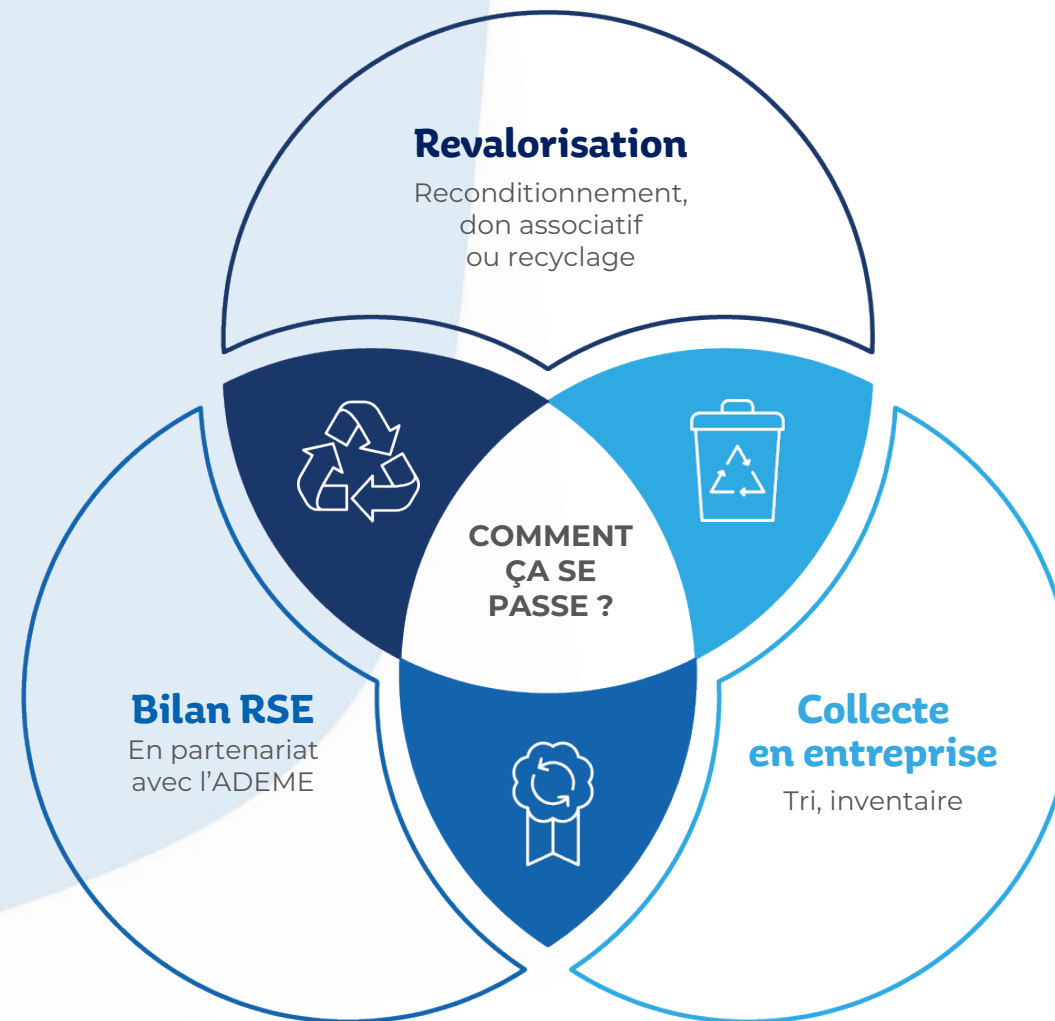 Revalorisation
Reconditionnement,
don associatif
ou recyclage
COMMENT
ÇA SE
PASSE ?
Bilan RSE
En partenariat
avec l’ADEME
Collecte
en entreprise
Tri, inventaire